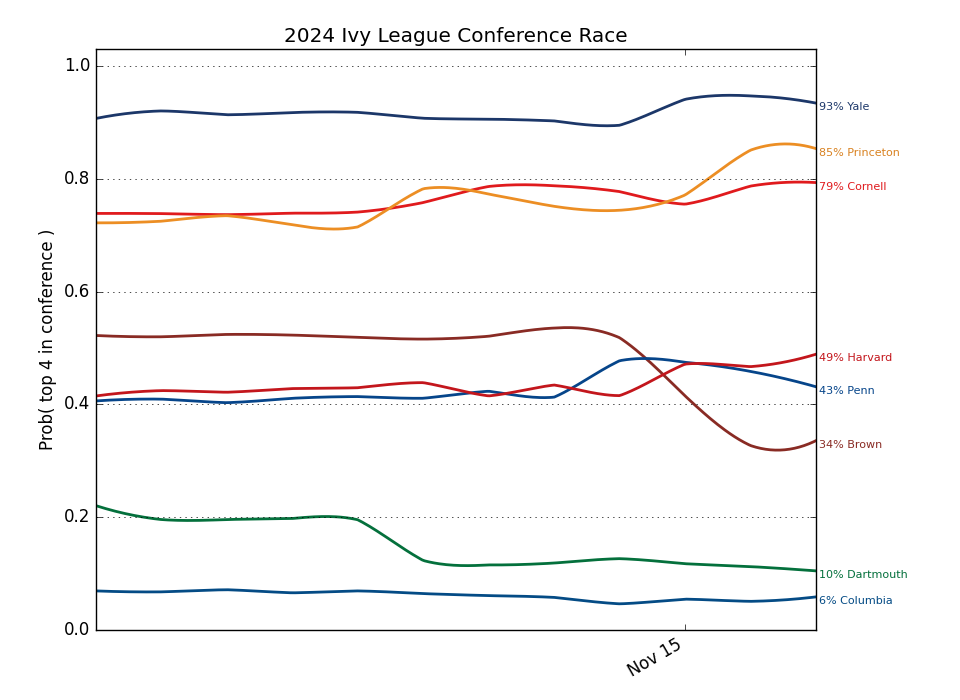 2024 Ivy League Conference Race
Prob( top 4 in conference )
1.0
0.8
0.6
0.4
0.2
0.0
93% Yale
85% Princeton
79% Cornell
49% Harvard
43% Penn
34% Brown
10% Dartmouth
6% Columbia
Nov 15